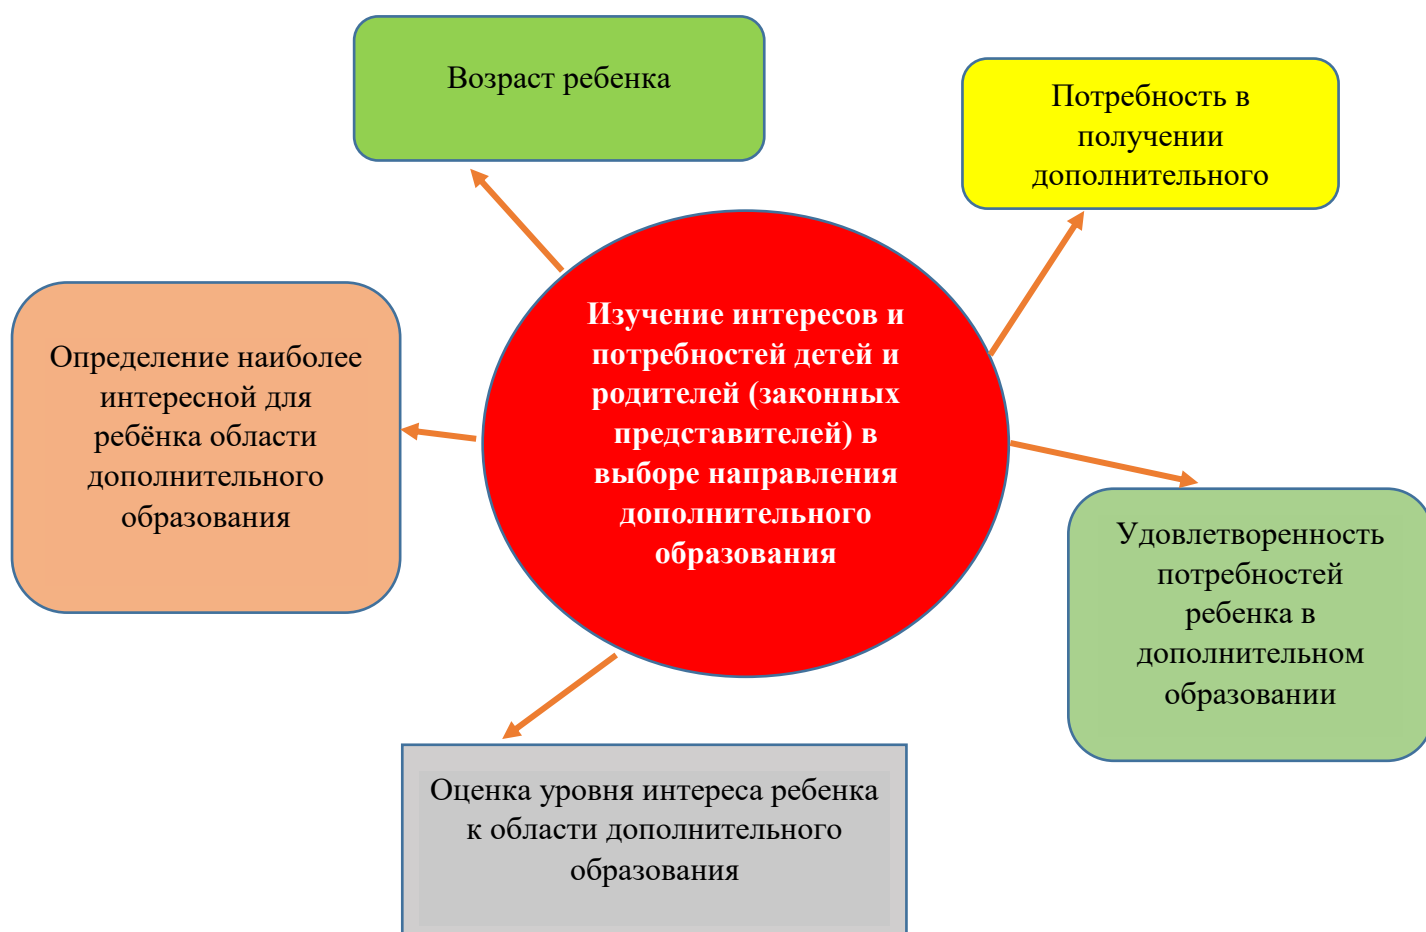 Возраст ребенка
Потребность в
получении
дополнительного
Изучение интересов и
потребностей детей и
родителей (законных
представителей) в
выборе направления
дополнительного
образования
Определение наиболее
интересной для
ребёнка области
дополнительного
образования
Удовлетворенность
потребностей
ребенка в
дополнительном
образовании
Оценка уровня интереса ребенка
к области дополнительного
образования